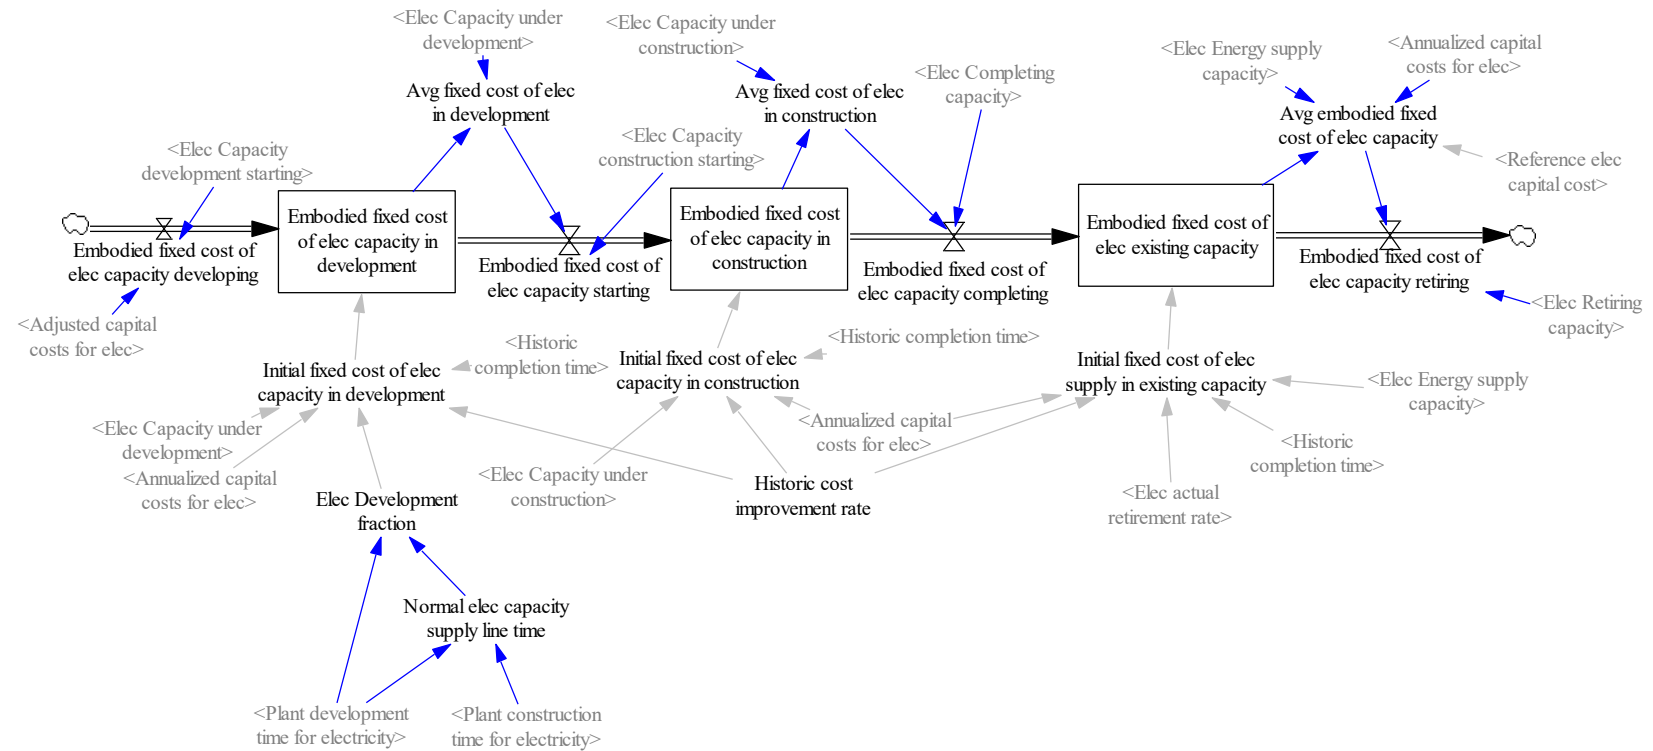 <Elec Capacity under
development>
<Elec Capacity under
construction>
<Elec Energy supply
capacity>
<Annualized capital
costs for elec>
Avg fixed cost of elec
in development
Avg fixed cost of elec
in construction
<Elec Completing
capacity>
Avg embodied fixed
cost of elec capacity
<Elec Capacity
development starting>
<Elec Capacity
construction starting>
<Reference elec
capital cost>
Embodied fixed cost of
elec capacity developing
Embodied fixed cost
of elec capacity in
development
Embodied fixed cost of
elec capacity starting
Embodied fixed cost
of elec capacity in
construction
Embodied fixed cost of
elec capacity completing
Embodied fixed cost of
elec existing capacity
Embodied fixed cost of
elec capacity retiring
<Adjusted capital
costs for elec>
<Elec Retiring
capacity>
Initial fixed cost of elec
capacity in development
<Historic
completion time>
Initial fixed cost of elec
capacity in construction
<Historic completion time>
Initial fixed cost of elec
supply in existing capacity
<Elec Energy supply
capacity>
<Elec Capacity under
development>
<Annualized capital
costs for elec>
<Annualized capital
costs for elec>
<Historic
completion time>
<Elec Capacity under
construction>
Historic cost
improvement rate
<Elec actual
retirement rate>
Elec Development
fraction
Normal elec capacity
supply line time
<Plant development
time for electricity>
<Plant construction
time for electricity>